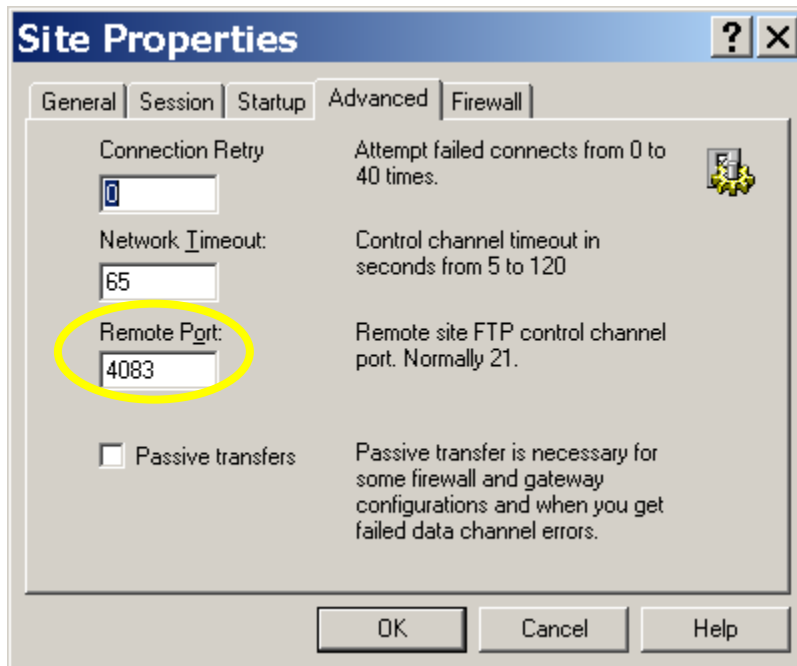 Site Properties
General Session Startup Advanced Firewall
Connection Retry
Attempt failed connects from 0 to
40 times.
0
Network Timeout:
Control channel timeout in
seconds from 5 to 120
65
Remote Port:
Remote site FTP control channel
port. Normally 21.
4083
Passive transfers
Passive transfer is necessary for
some firewall and gateway
configurations and when you get
failed data channel errors.
OK Cancel Help